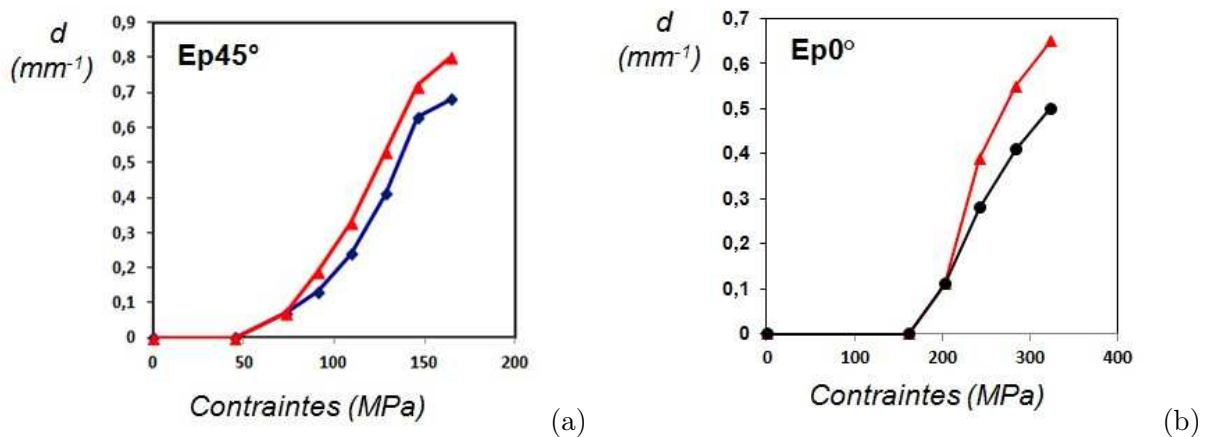 d
(mm⁻¹)
Ep45°
0,9
0,8
0,7
0,6
0,5
0,4
0,3
0,2
0,1
0
0 50 100 150 200
Contraintes (MPa)
(a)
d
(mm⁻¹)
Ep0°
0,7
0,6
0,5
0,4
0,3
0,2
0,1
0
0 100 200 300 400
Contraintes (MPa)
(b)